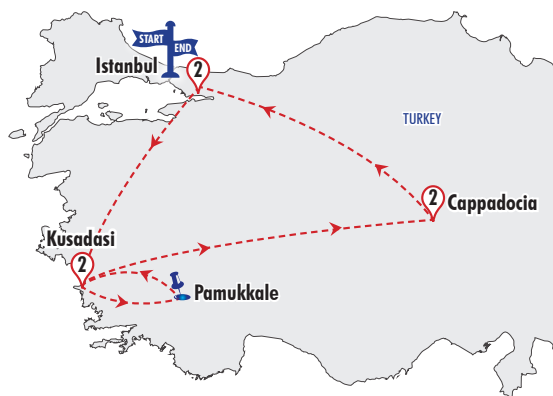 START
END
Istanbul
2
TURKEY
2
Cappadocia
Kusadasi
2
Pamukkale